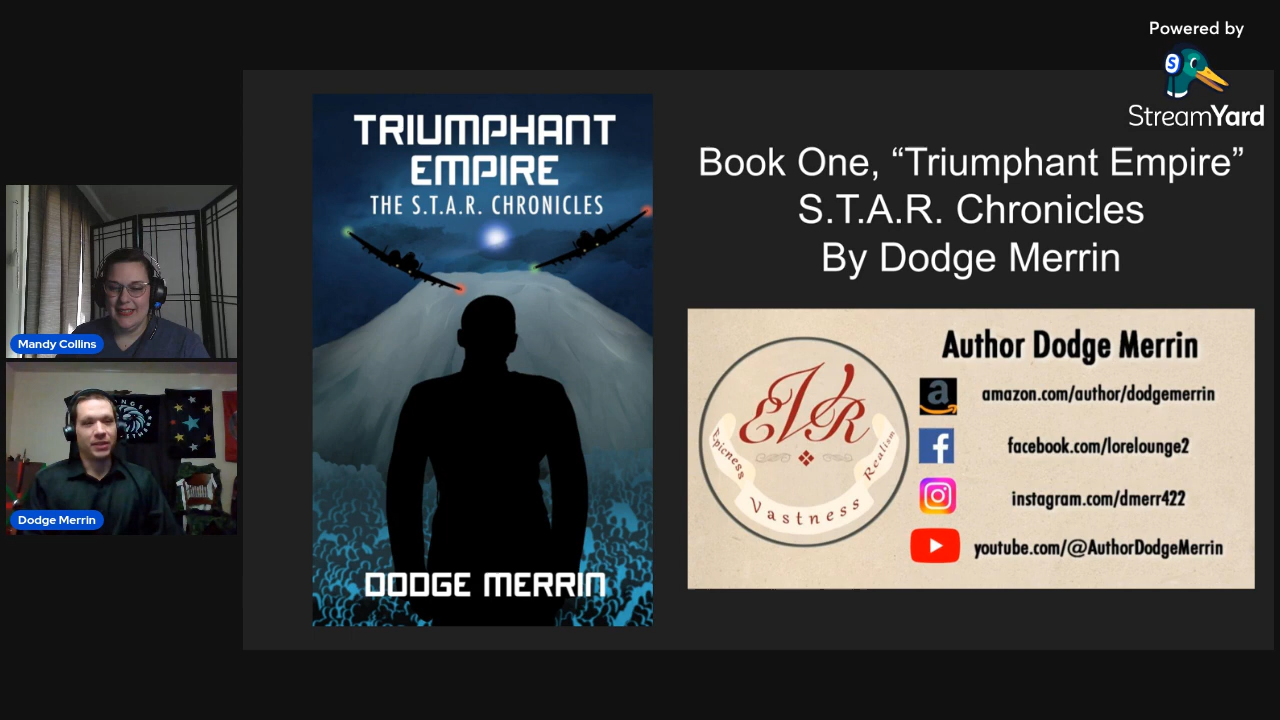 Powered by
StreamYard
TRIUMPHANT
EMPIRE
THE S.T.A.R. CHRONICLES
DODGE MERRIN
Book One, “Triumphant Empire”
S.T.A.R. Chronicles
By Dodge Merrin
EVR
Epicness
Vastness
Realism
Author Dodge Merrin
amazon.com/author/dodgemerrin
facebook.com/lorelounge2
instagram.com/dmerr422
youtube.com/@AuthorDodgeMerrin
Mandy Collins
Dodge Merrin